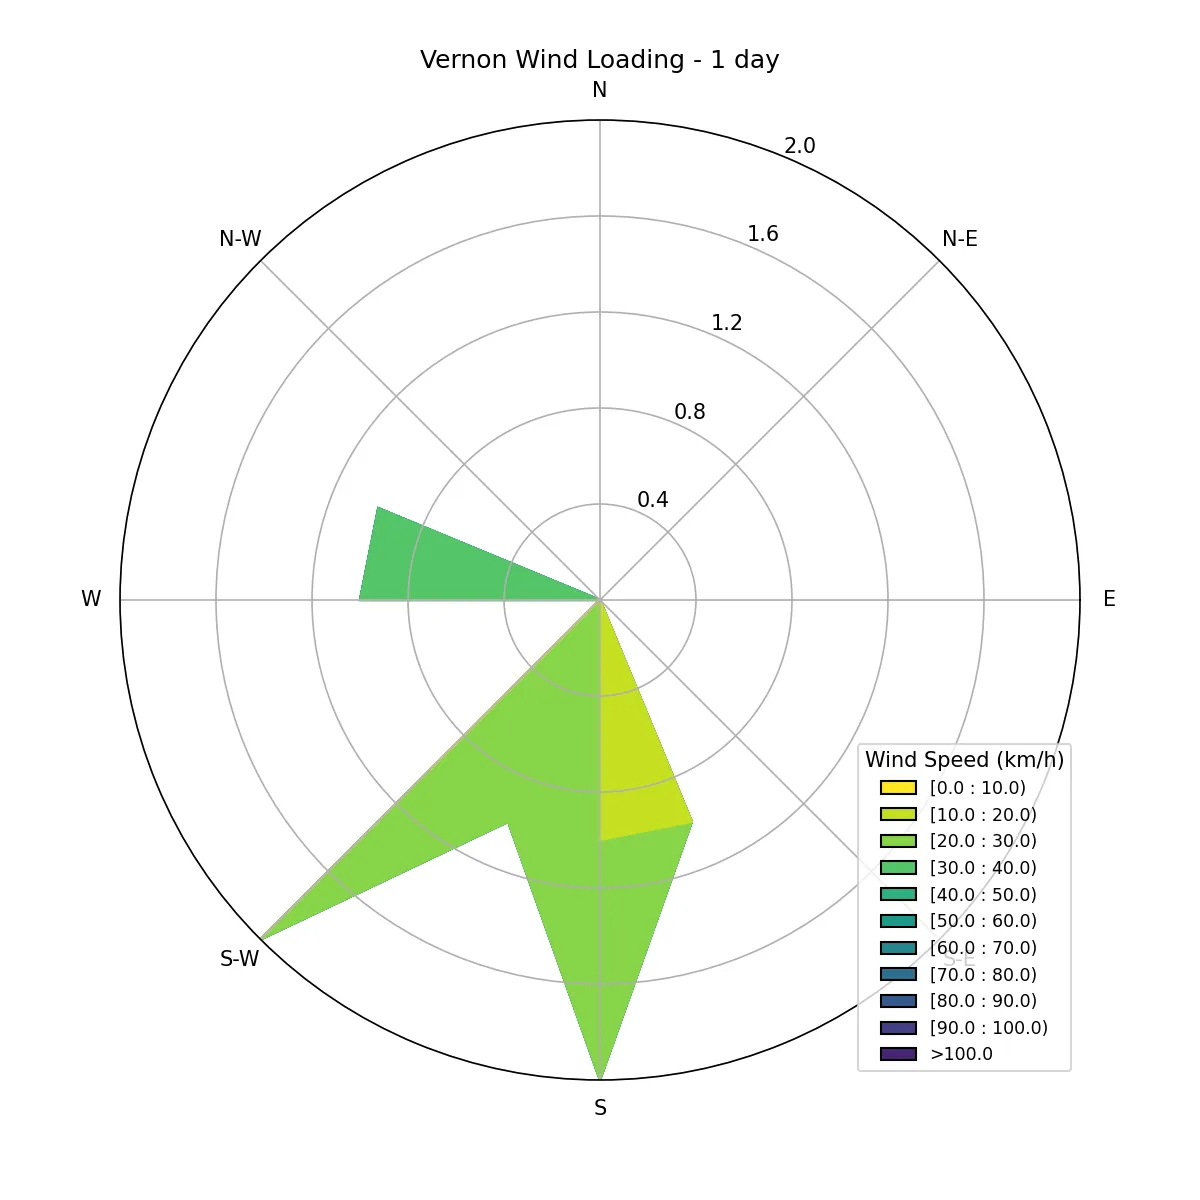 Vernon Wind Loading - 1 day
N
2.0
N-W
N-E
1.6
1.2
0.8
0.4
W
E
S-W
S-E
S
Wind Speed (km/h)
[0.0 : 10.0)
[10.0 : 20.0)
[20.0 : 30.0)
[30.0 : 40.0)
[40.0 : 50.0)
[50.0 : 60.0)
[60.0 : 70.0)
[70.0 : 80.0)
[80.0 : 90.0)
[90.0 : 100.0)
>100.0